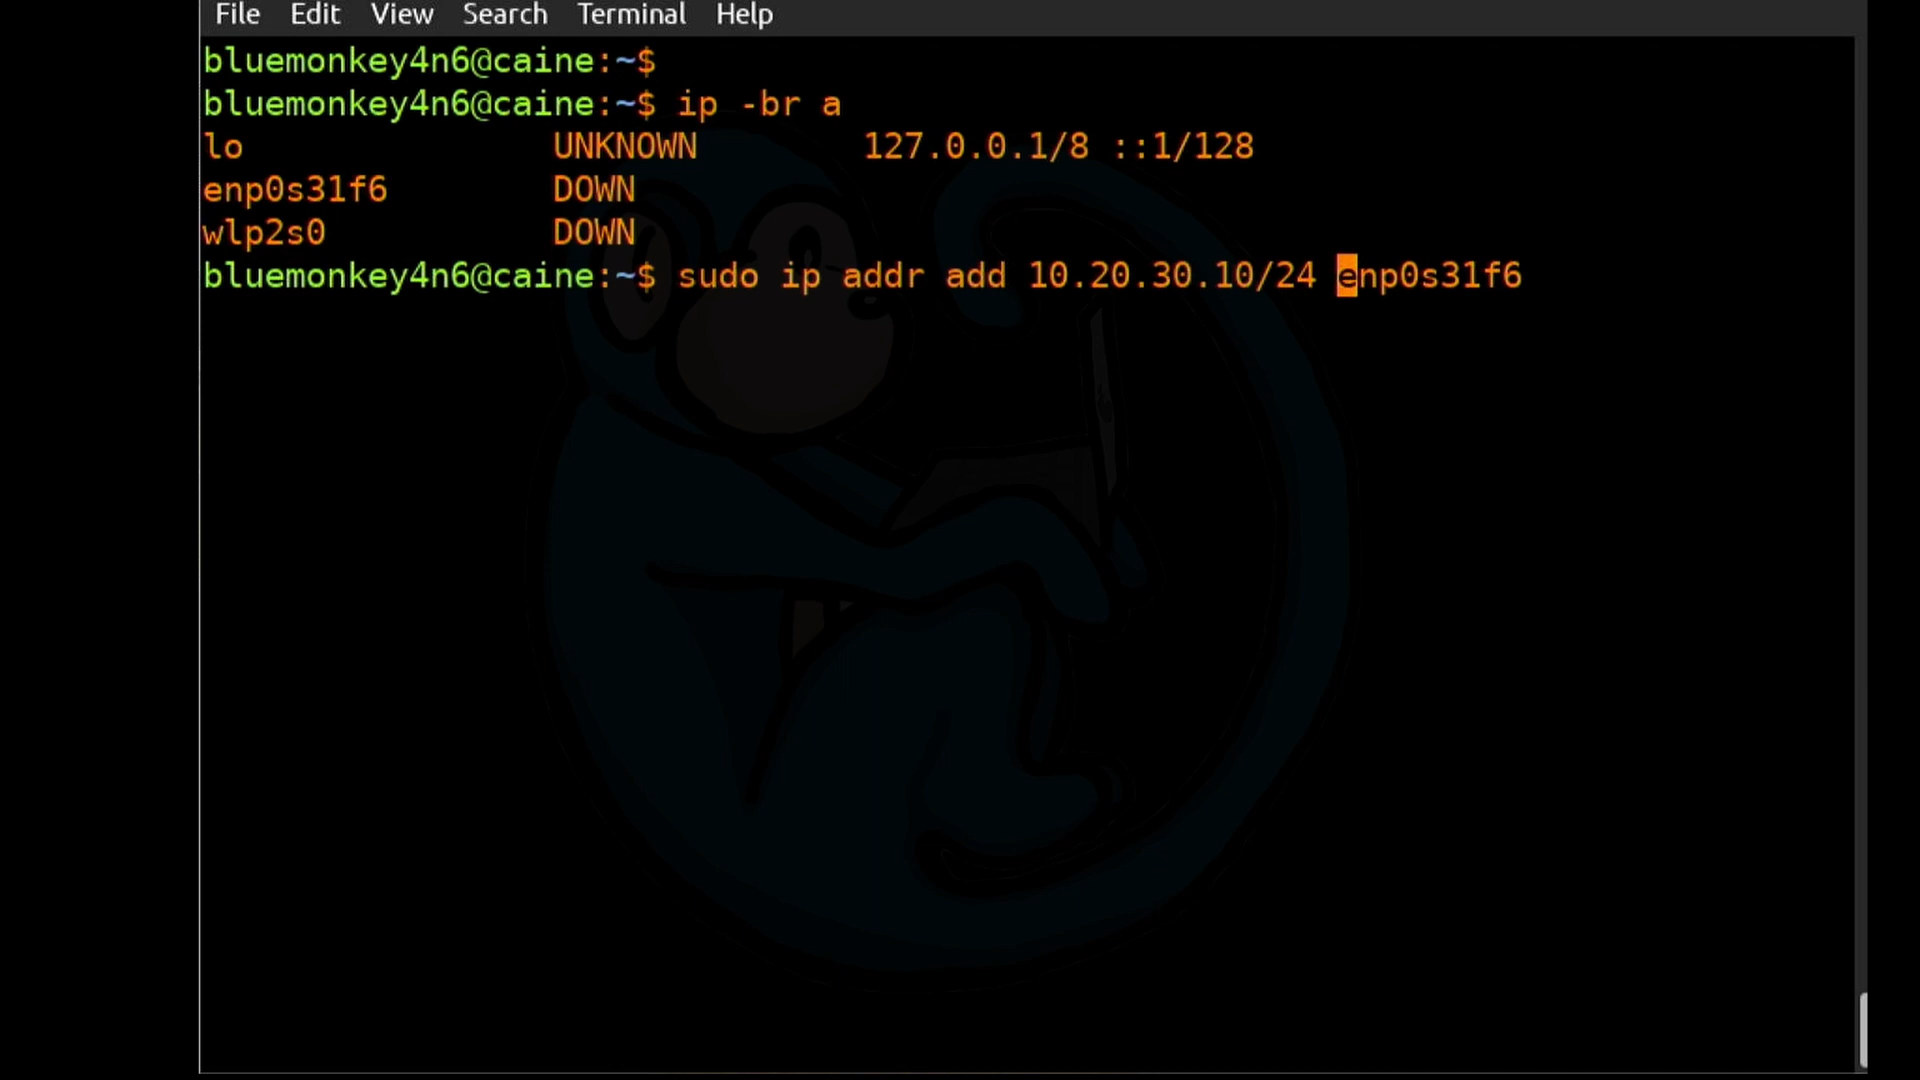 File Edit View Search Terminal Help
bluemonkey4n6@caine:~$
bluemonkey4n6@caine:~$ ip -br a
lo UNKNOWN 127.0.0.1/8 ::1/128
enp0s31f6 DOWN
wlp2s0 DOWN
bluemonkey4n6@caine:~$ sudo ip addr add 10.20.30.10/24 enp0s31f6